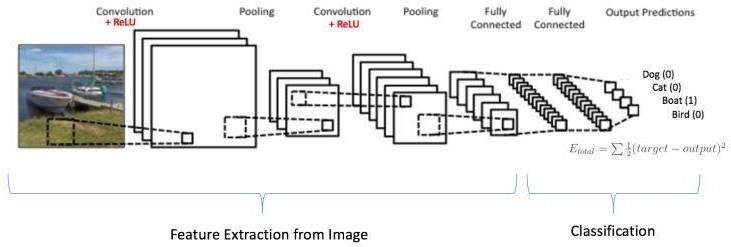 Convolution
+ ReLU
Pooling
Convolution
+ ReLU
Pooling
Fully
Connected
Fully
Connected
Output Predictions
Dog (0)
Cat (0)
Boat (1)
Bird (0)
E_total = ∑ ½(target − output)²
Feature Extraction from Image
Classification